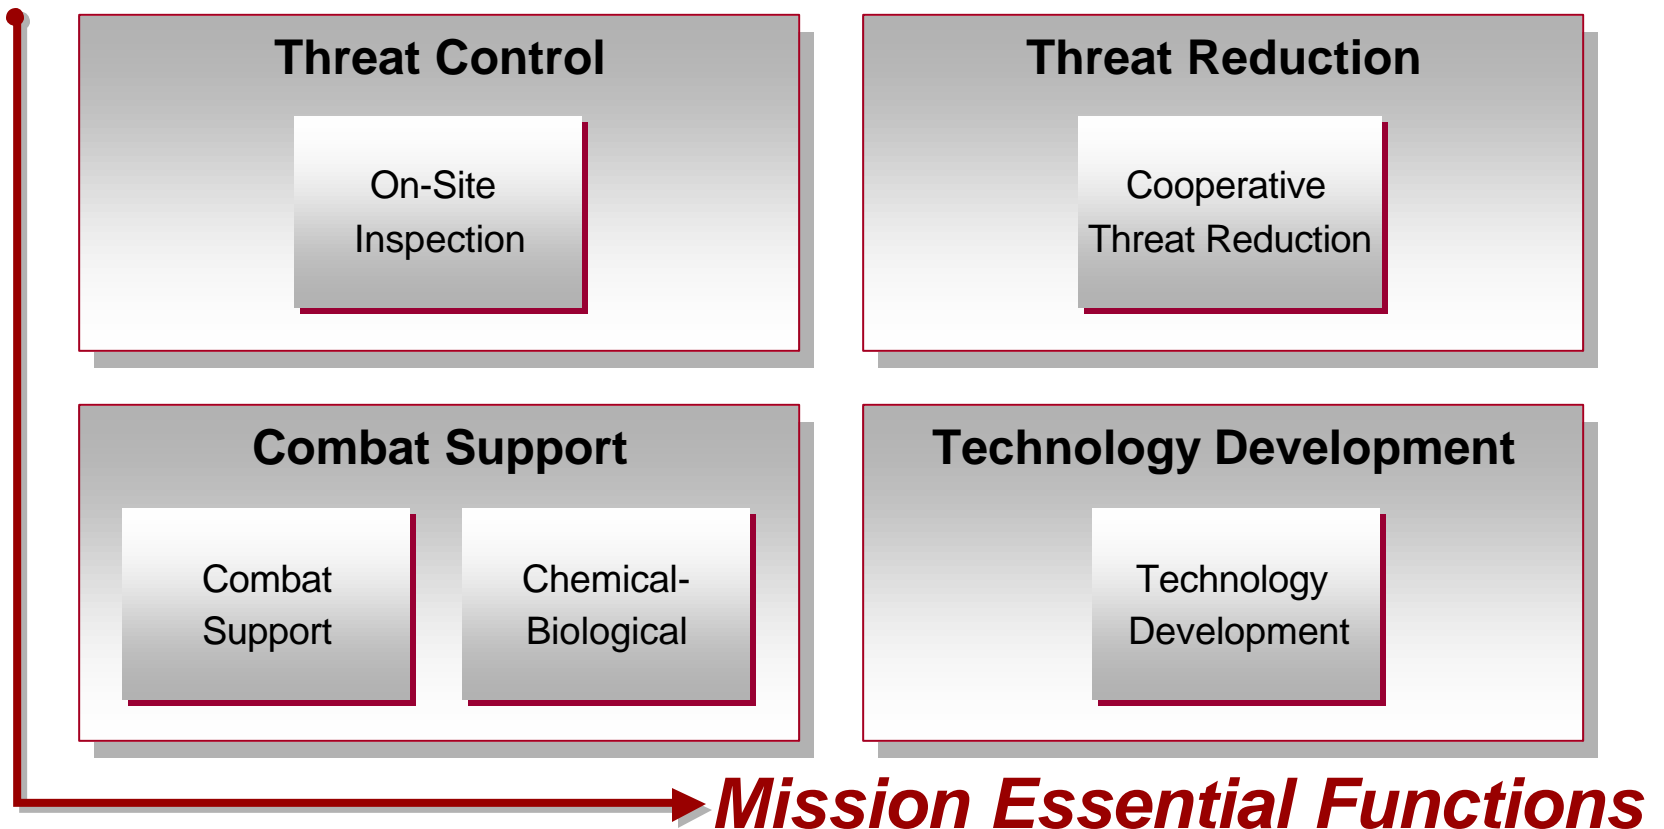 Threat Control
On-Site
Inspection
Threat Reduction
Cooperative
Threat Reduction
Combat Support
Combat
Support
Chemical-
Biological
Technology Development
Technology
Development
Mission Essential Functions